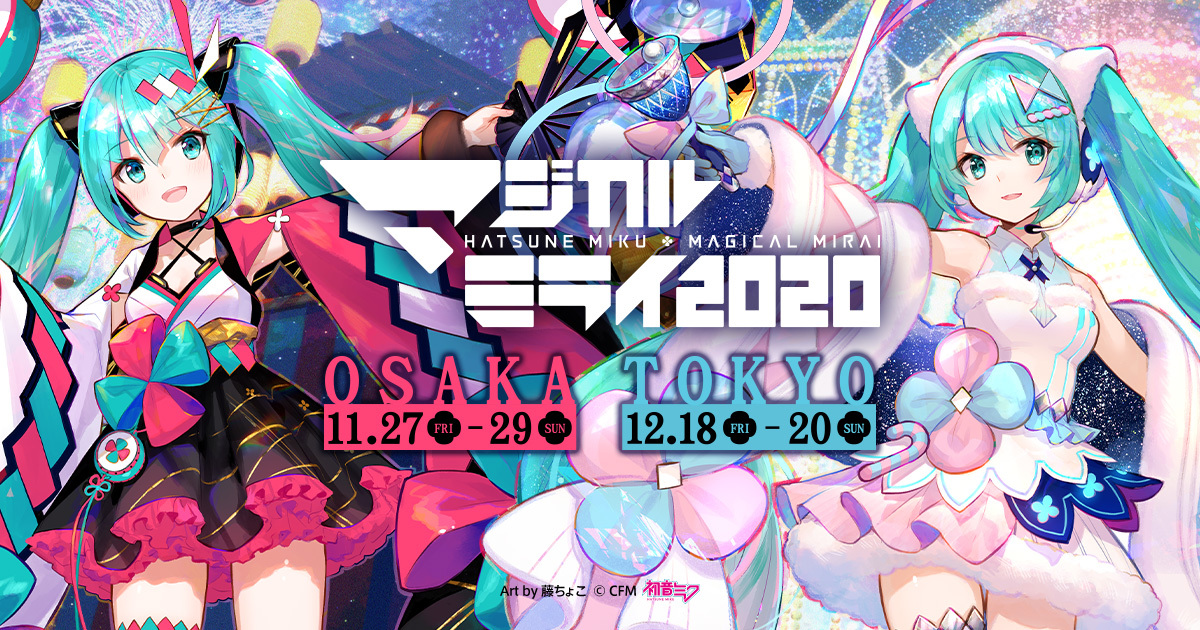 マジカル
HATSUNE MIKU MAGICAL MIRAI
ミライ2020
OSAKA
11.27 FRI - 29 SUN
TOKYO
12.18 FRI - 20 SUN
Art by 藤ちょこ © CFM 初音ミク
HATSUNE MIKU